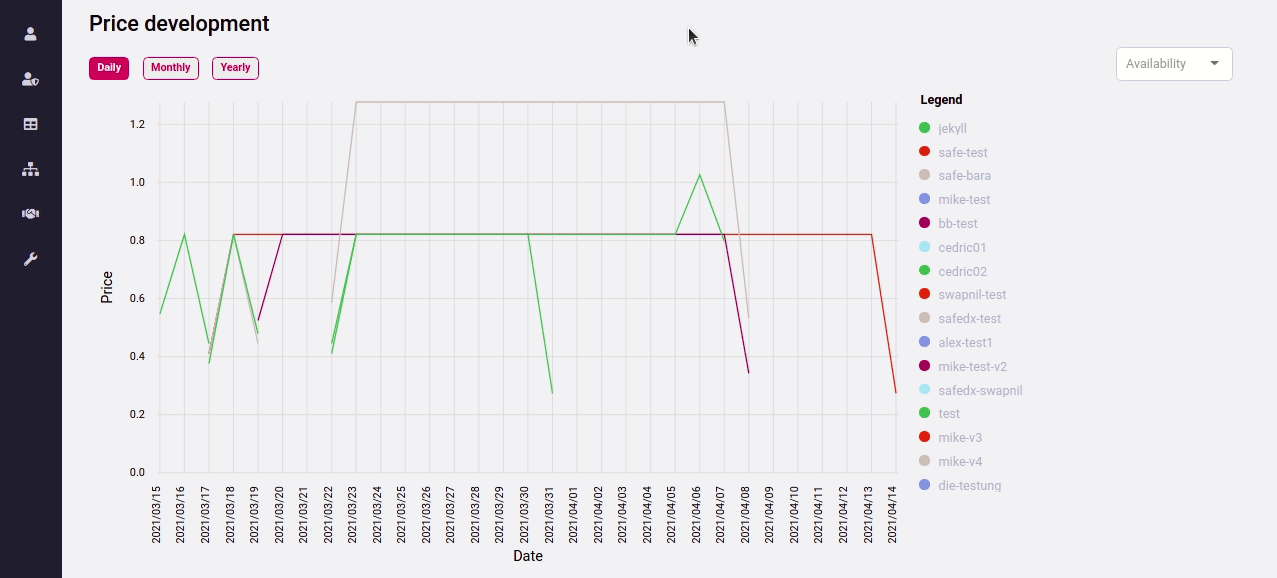 Price development
Daily
Monthly
Yearly
Availability
Legend
jekyll
safe-test
safe-bara
mike-test
bb-test
cedric01
cedric02
swapnil-test
safedx-test
alex-test1
mike-test-v2
safedx-swapnil
test
mike-v3
mike-v4
die-testung
1.2
1.0
0.8
0.6
0.4
0.2
0.0
Price
2021/03/15
2021/03/16
2021/03/17
2021/03/18
2021/03/19
2021/03/20
2021/03/21
2021/03/22
2021/03/23
2021/03/24
2021/03/25
2021/03/26
2021/03/27
2021/03/28
2021/03/29
2021/03/30
2021/03/31
2021/04/01
2021/04/02
2021/04/03
2021/04/04
2021/04/05
2021/04/06
2021/04/07
2021/04/08
2021/04/09
2021/04/10
2021/04/11
2021/04/12
2021/04/13
2021/04/14
Date